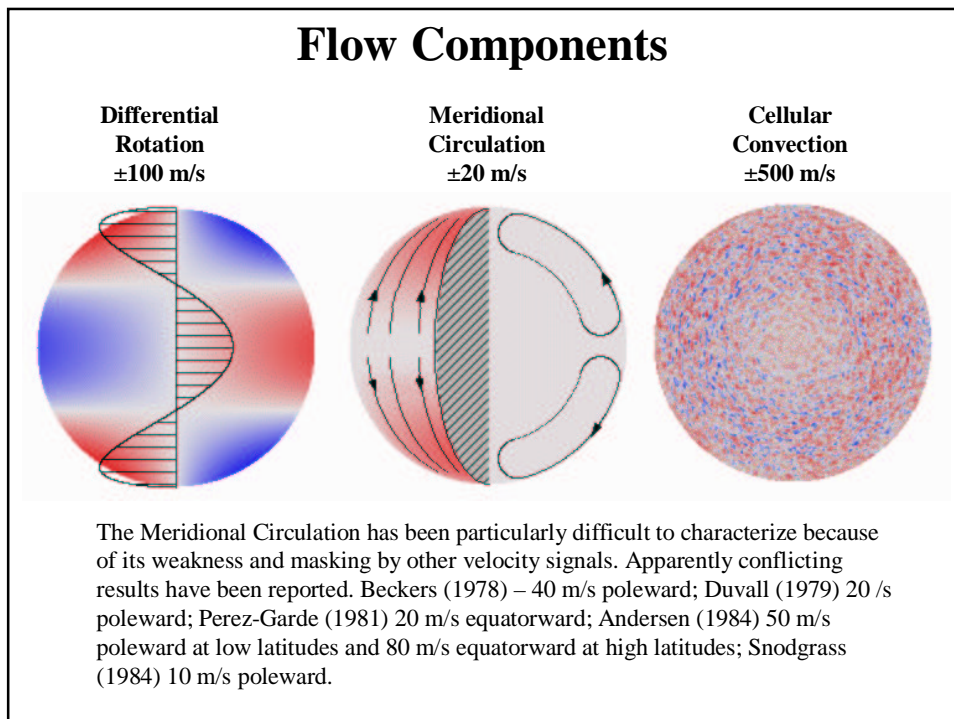 Flow Components
Differential
Rotation
±100 m/s
Meridional
Circulation
±20 m/s
Cellular
Convection
±500 m/s
The Meridional Circulation has been particularly difficult to characterize because
of its weakness and masking by other velocity signals. Apparently conflicting
results have been reported. Beckers (1978) – 40 m/s poleward; Duvall (1979) 20 /s
poleward; Perez-Garde (1981) 20 m/s equatorward; Andersen (1984) 50 m/s
poleward at low latitudes and 80 m/s equatorward at high latitudes; Snodgrass
(1984) 10 m/s poleward.